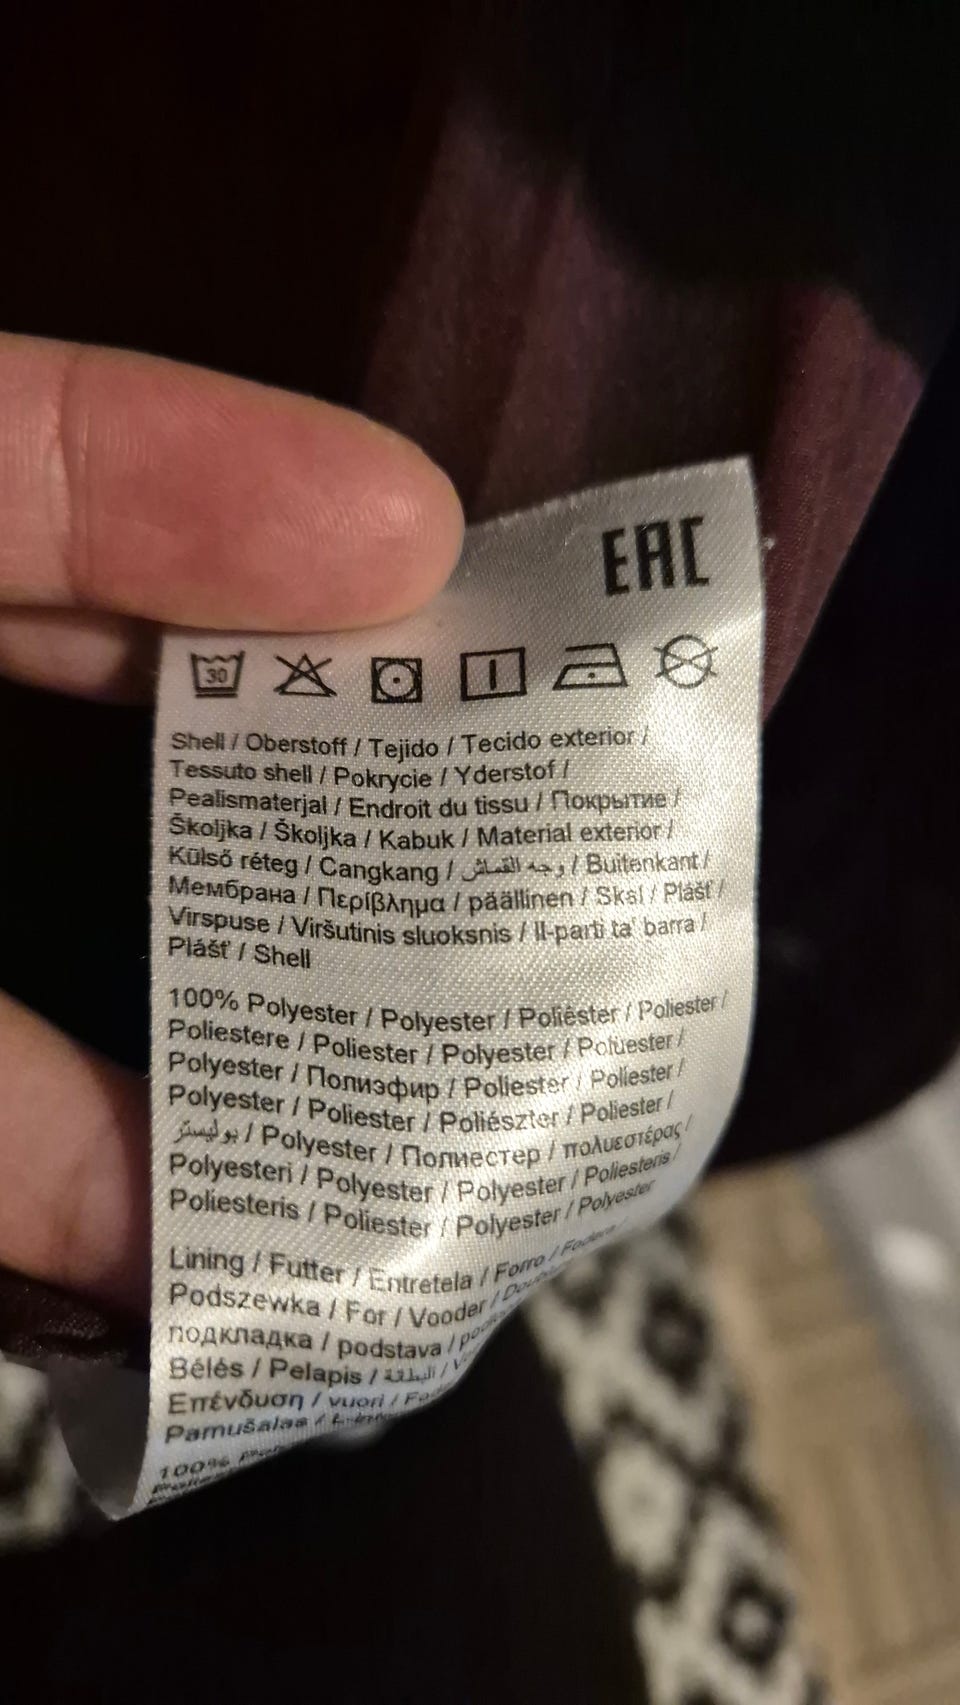 EAC
30
Shell / Oberstoff / Tejido / Tecido exterior /
Tessuto shell / Pokrycie / Yderstof /
Pealismaterjal / Endroit du tissu / Покрытие /
Školjka / Školjka / Kabuk / Material exterior /
Külső réteg / Cangkang / وجه القماش / Buitenkant /
Мембрана / Περίβλημα / päällinen / Skal / Plášť /
Virspuse / Viršutinis sluoksnis / Il-parti ta' barra /
Plášť / Shell
100% Polyester / Polyester / Poliéster / Poliester /
Poliestere / Poliester / Polyester / Polüester /
Polyester / Полиэфир / Poliester / Poliester /
Polyester / Poliester / Poliészter / Poliester /
بوليستر / Polyester / Полиестер / πολυεστέρας /
Polyesteri / Polyester / Polyester / Poliesteris /
Poliesteris / Poliester / Polyester / Polyester
Lining / Futter / Entretela / Forro / Fodera /
Podszewka / For / Vooder /
подкладка / podstava /
Bélés / Pelapis / البطانة /
Επένδυση / vuori /
Pamušalas /
100%